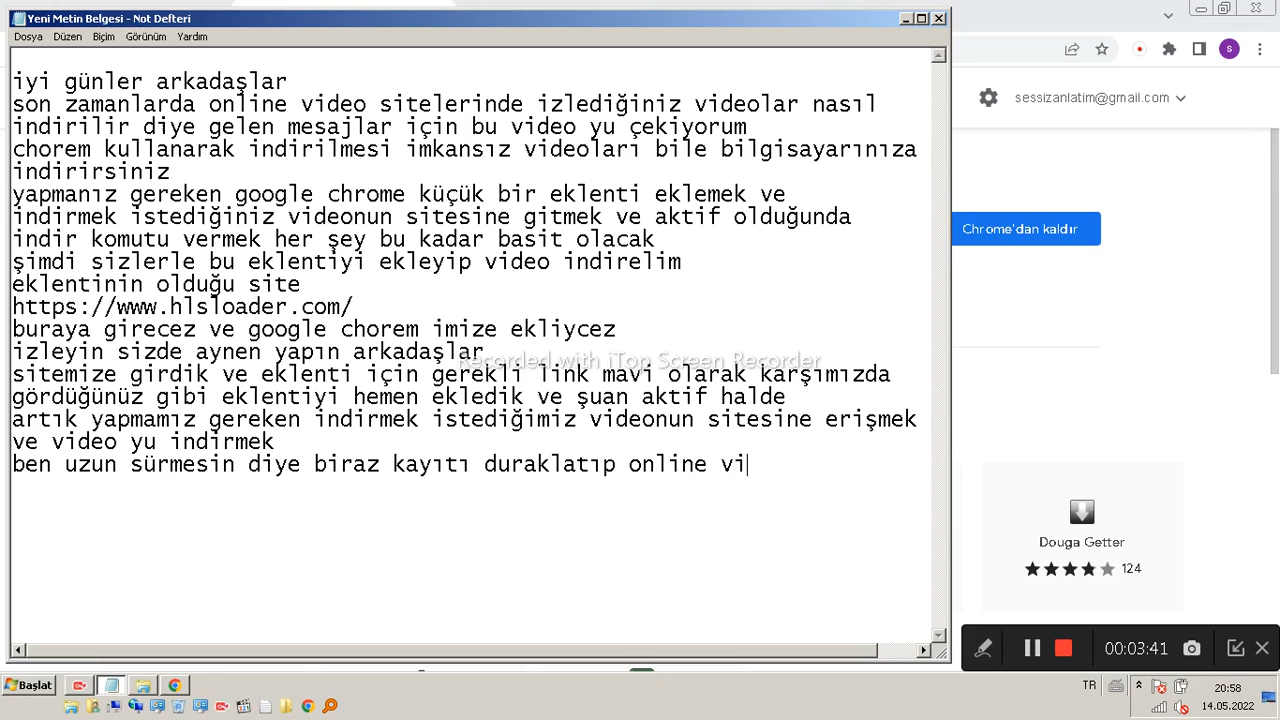 Yeni Metin Belgesi - Not Defteri
Dosya Düzen Biçim Görünüm Yardım
S
sessizanlatim@gmail.com
iyi günler arkadaşlar
son zamanlarda online video sitelerinde izlediğiniz videolar nasıl
indirilir diye gelen mesajlar için bu video yu çekiyorum
chorem kullanarak indirilmesi imkansız videoları bile bilgisayarınıza
indirirsiniz
yapmanız gereken google chrome küçük bir eklenti eklemek ve
indirmek istediğiniz videonun sitesine gitmek ve aktif olduğunda
indir komutu vermek her şey bu kadar basit olacak
şimdi sizlerle bu eklentiyi ekleyip video indirelim
eklentinin olduğu site
https://www.hlsloader.com/
buraya girecez ve google chorem imize ekliycez
izleyin sizde aynen yapın arkadaşlar
sitemize girdik ve eklenti için gerekli link mavi olarak karşımızda
gördüğünüz gibi eklentiyi hemen ekledik ve şuan aktif halde
artık yapmamız gereken indirmek istediğimiz videonun sitesine erişmek
ve video yu indirmek
ben uzun sürmesin diye biraz kayıtı duraklatıp online vi
Recorded with iTop Screen Recorder
Chrome'dan kaldır
Douga Getter
124
00:03:41
Başlat
TR
20:58
14.05.2022